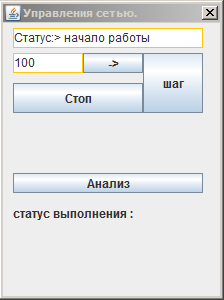 Управления сетью.
Статус:> начало работы
100
->
шаг
Стоп
Анализ
статус выполнения :